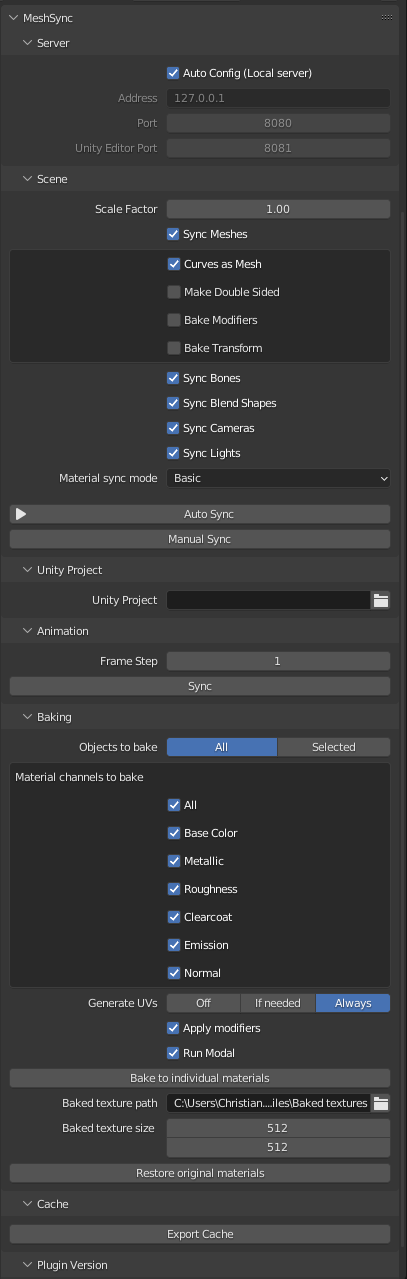 MeshSync
Server
Auto Config (Local server)
Address 127.0.0.1
Port 8080
Unity Editor Port 8081
Scene
Scale Factor 1.00
Sync Meshes
Curves as Mesh
Make Double Sided
Bake Modifiers
Bake Transform
Sync Bones
Sync Blend Shapes
Sync Cameras
Sync Lights
Material sync mode Basic
Auto Sync
Manual Sync
Unity Project
Unity Project
Animation
Frame Step 1
Sync
Baking
Objects to bake All Selected
Material channels to bake
All
Base Color
Metallic
Roughness
Clearcoat
Emission
Normal
Generate UVs Off If needed Always
Apply modifiers
Run Modal
Bake to individual materials
Baked texture path C:\Users\Christian....iles\Baked textures
Baked texture size 512
512
Restore original materials
Cache
Export Cache
Plugin Version